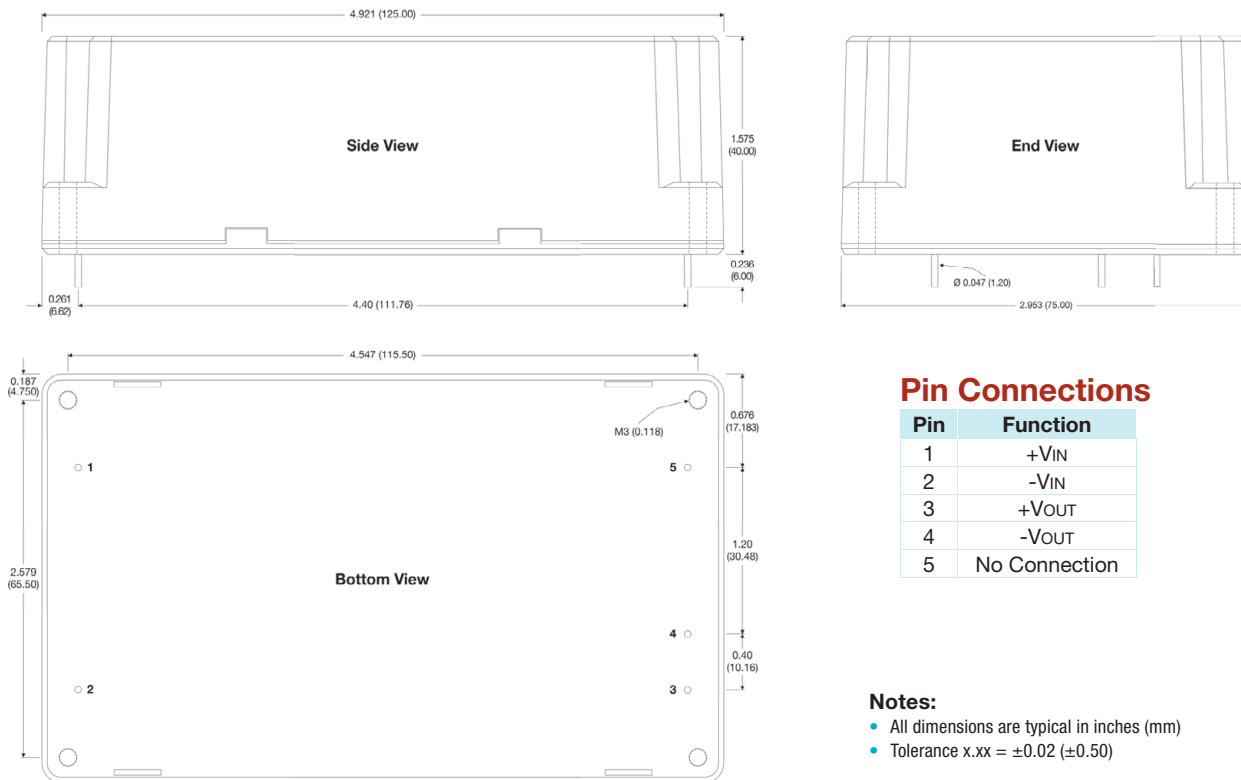 4.921 (125.00)
Side View
1.575
(40.00)
0.236
(6.00)
0.261
(6.62)
4.40 (111.76)
End View
Ø 0.047 (1.20)
2.953 (75.00)
4.547 (115.50)
0.187
(4.750)
M3 (0.118)
0.676
(17.183)
1
5
2.579
(65.50)
Bottom View
1.20
(30.48)
4
0.40
(10.16)
2
3
Pin Connections
Pin Function
1 +VIN
2 -VIN
3 +VOUT
4 -VOUT
5 No Connection
Notes:
• All dimensions are typical in inches (mm)
• Tolerance x.xx = ±0.02 (±0.50)